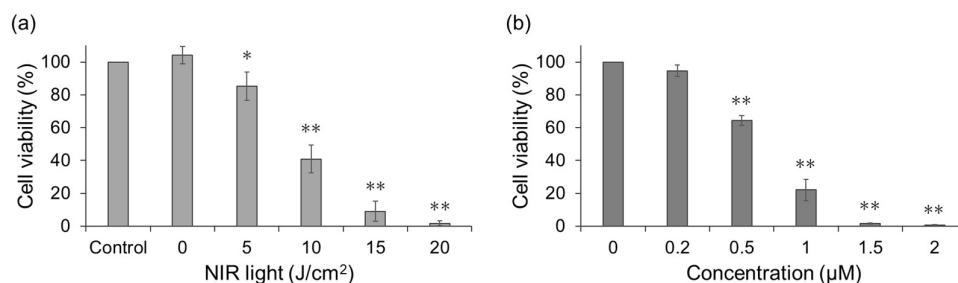 (a)
Cell viability (%)
100
80
60
40
20
0
*
**
**
**
Control 0 5 10 15 20
NIR light (J/cm²)
(b)
Cell viability (%)
100
80
60
40
20
0
**
**
**
**
0 0.2 0.5 1 1.5 2
Concentration (μM)